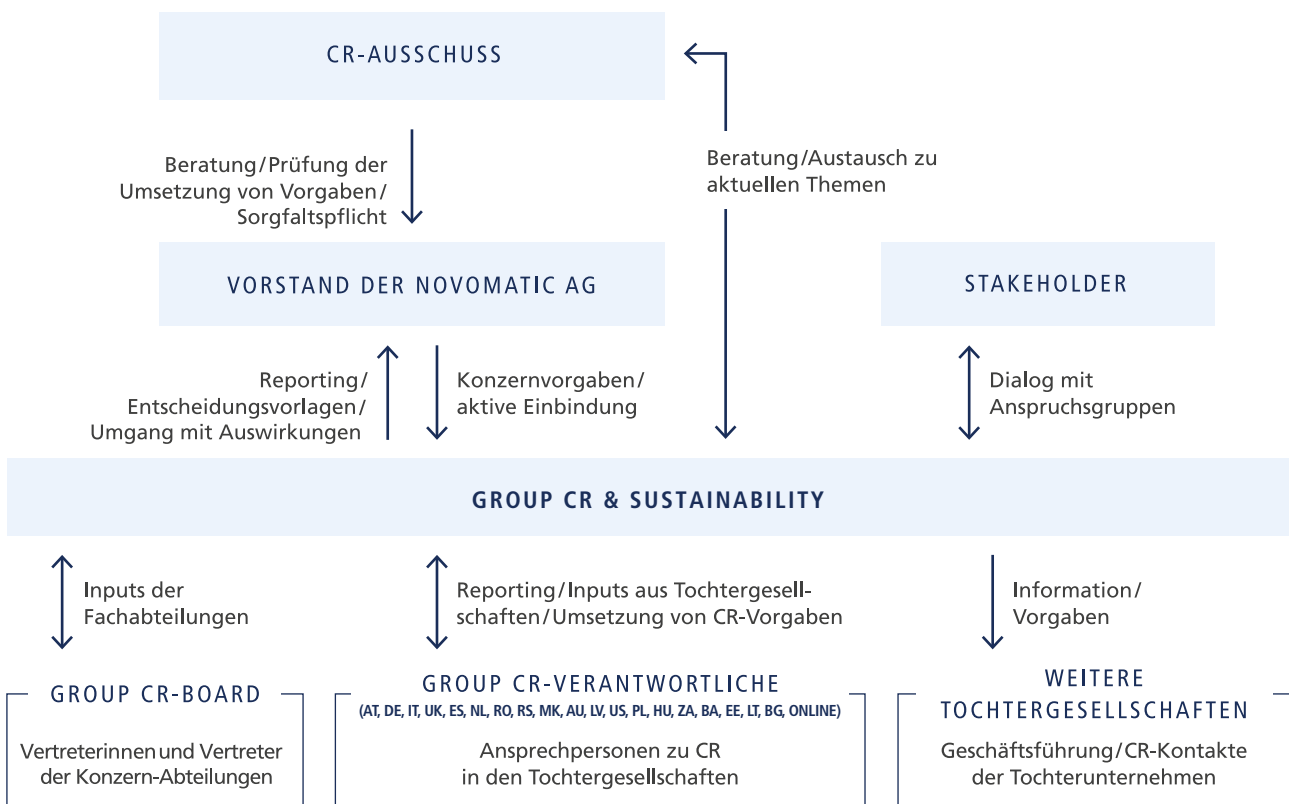 CR-AUSSCHUSS
Beratung/Prüfung der
Umsetzung von Vorgaben/
Sorgfaltspflicht
Beratung/Austausch zu
aktuellen Themen
VORSTAND DER NOVOMATIC AG
STAKEHOLDER
Reporting/
Entscheidungsvorlagen/
Umgang mit Auswirkungen
Konzernvorgaben/
aktive Einbindung
Dialog mit
Anspruchsgruppen
GROUP CR & SUSTAINABILITY
Inputs der
Fachabteilungen
Reporting/Inputs aus Tochtergesell-
schaften/Umsetzung von CR-Vorgaben
Information/
Vorgaben
GROUP CR-BOARD
Vertreterinnen und Vertreter
der Konzern-Abteilungen
GROUP CR-VERANTWORTLICHE
(AT, DE, IT, UK, ES, NL, RO, RS, MK, AU, LV, US, PL, HU, ZA, BA, EE, LT, BG, ONLINE)
Ansprechpersonen zu CR
in den Tochtergesellschaften
WEITERE
TOCHTERGESELLSCHAFTEN
Geschäftsführung/CR-Kontakte
der Tochterunternehmen